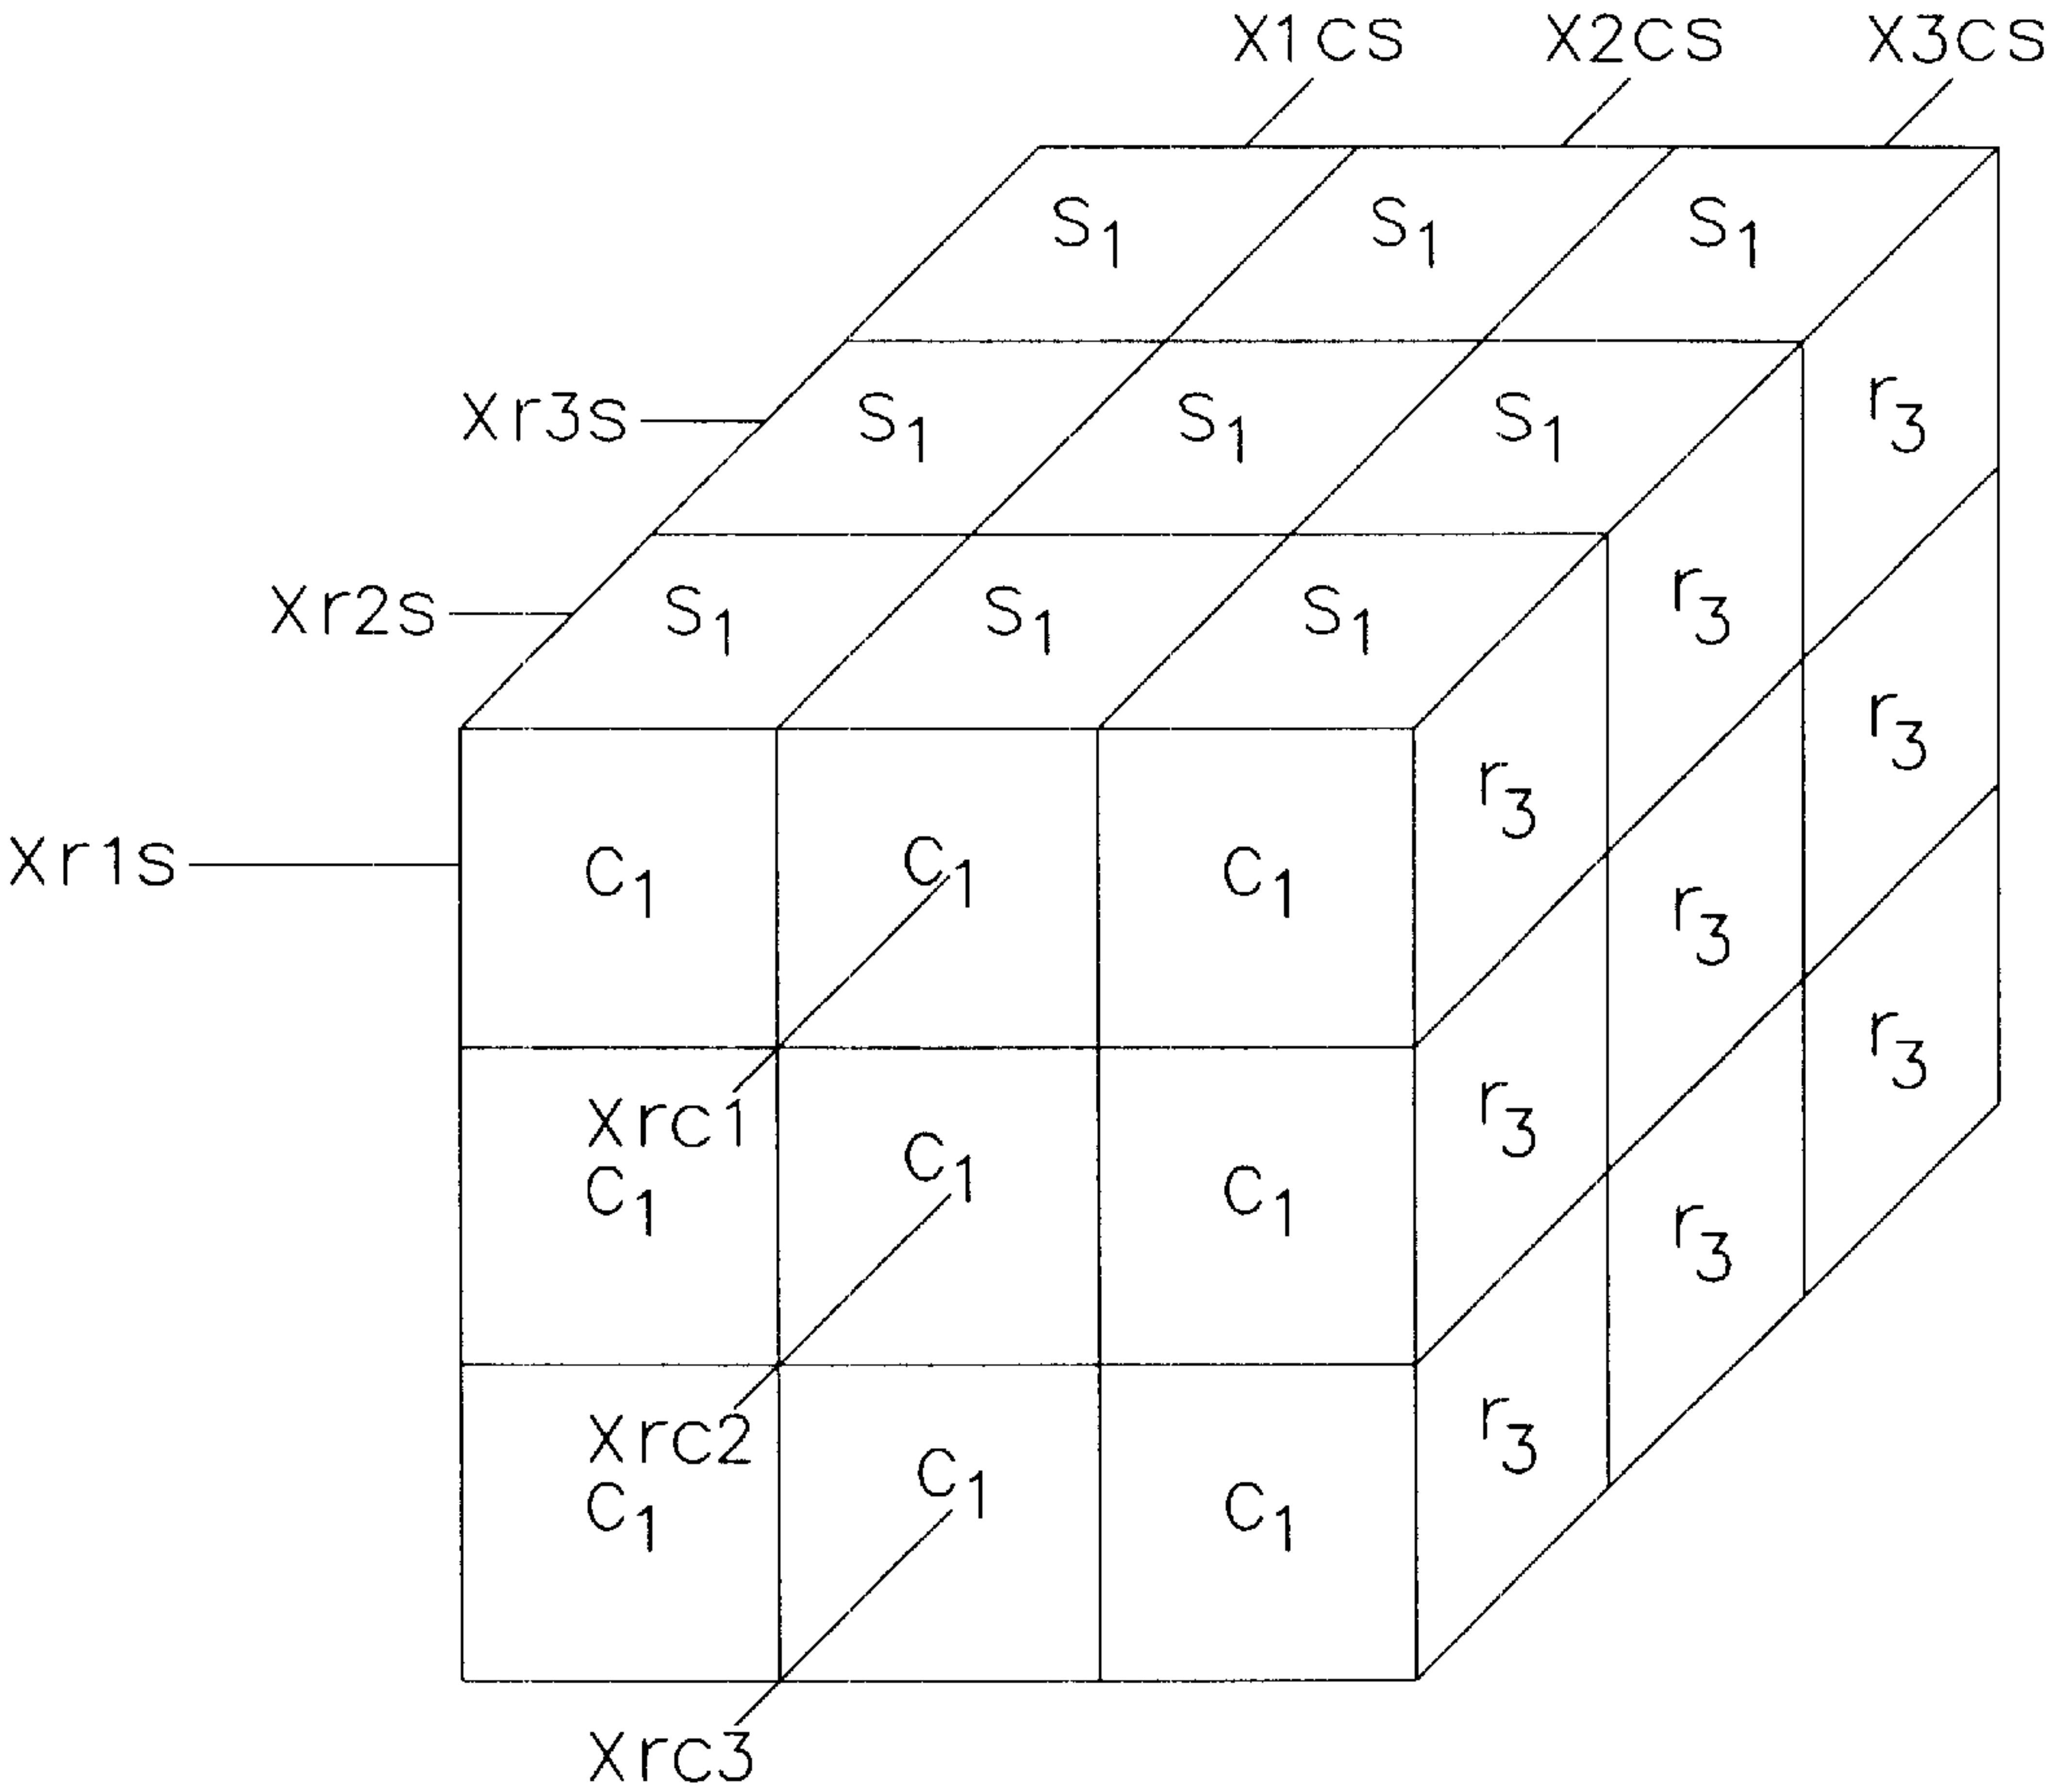 X1cs X2cs X3cs
S1 S1 S1
Xr3s S1 S1 S1 r3
Xr2s S1 S1 S1 r3
r3
r3
Xr1s C1 C1 C1
r3
r3
Xrc1
C1 C1 C1 r3
r3
Xrc2
C1 C1 C1 r3
Xrc3